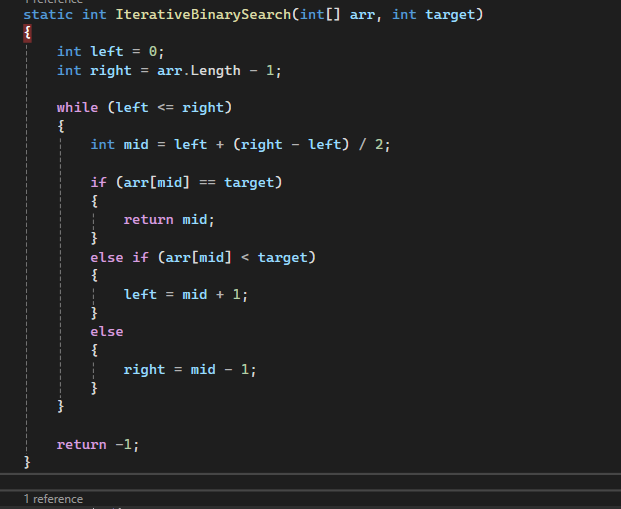 1 reference
static int IterativeBinarySearch(int[] arr, int target)
{
    int left = 0;
    int right = arr.Length - 1;

    while (left <= right)
    {
        int mid = left + (right - left) / 2;

        if (arr[mid] == target)
        {
            return mid;
        }
        else if (arr[mid] < target)
        {
            left = mid + 1;
        }
        else
        {
            right = mid - 1;
        }
    }

    return -1;
}
1 reference